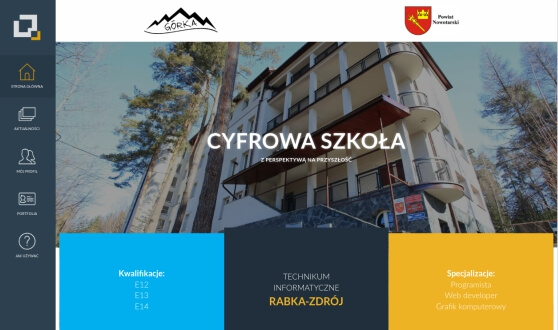 GÓRKA
Powiat
Nowotarski
STRONA GŁÓWNA
AKTUALNOŚCI
MÓJ PROFIL
PORTFOLIA
JAK UŻYWAĆ
CYFROWA SZKOŁA
Z PERSPEKTYWĄ NA PRZYSZŁOŚĆ
Kwalifikacje:
E12
E13
E14
TECHNIKUM
INFORMATYCZNE
RABKA-ZDRÓJ
Specjalizacje:
Programista
Web developer
Grafik komputerowy